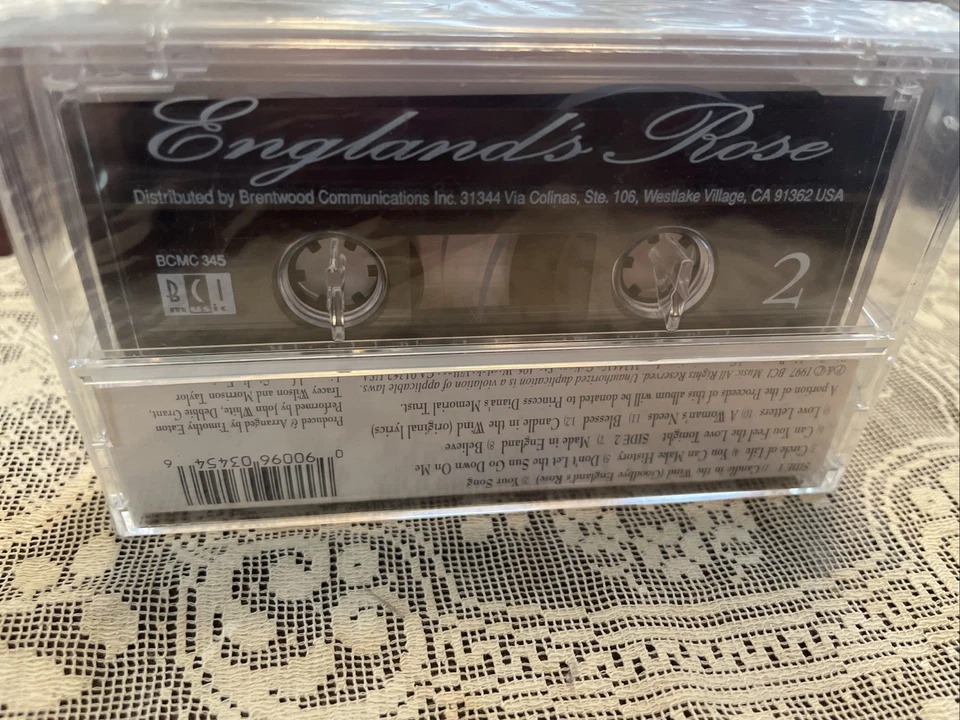 England's Rose
Distributed by Brentwood Communications Inc. 31344 Via Colinas, Ste. 106, Westlake Village, CA 91362 USA
BCMC 345
BCI
music
2
SIDE 1 1) Candle in the Wind (Goodbye England's Rose) 2) Your Song
3) Circle of Life 4) You Can Make History 5) Don't Let the Sun Go Down On Me
6) Can You Feel the Love Tonight SIDE 2 7) Made in England 8) Believe
9) Love Letters 10) A Woman's Needs 11) Blessed 12) Candle in the Wind (original lyrics)
A portion of the Proceeds of this album will be donated to Princess Diana's Memorial Trust.
℗© 1997 BCI Music. All Rights Reserved. Unauthorized duplication is a violation of applicable
0 90096 03454 6
Produced & Arranged by Timothy Eaton
Performed by John White, Debbie Grant,
Tracey Wilson and Morrison Taylor